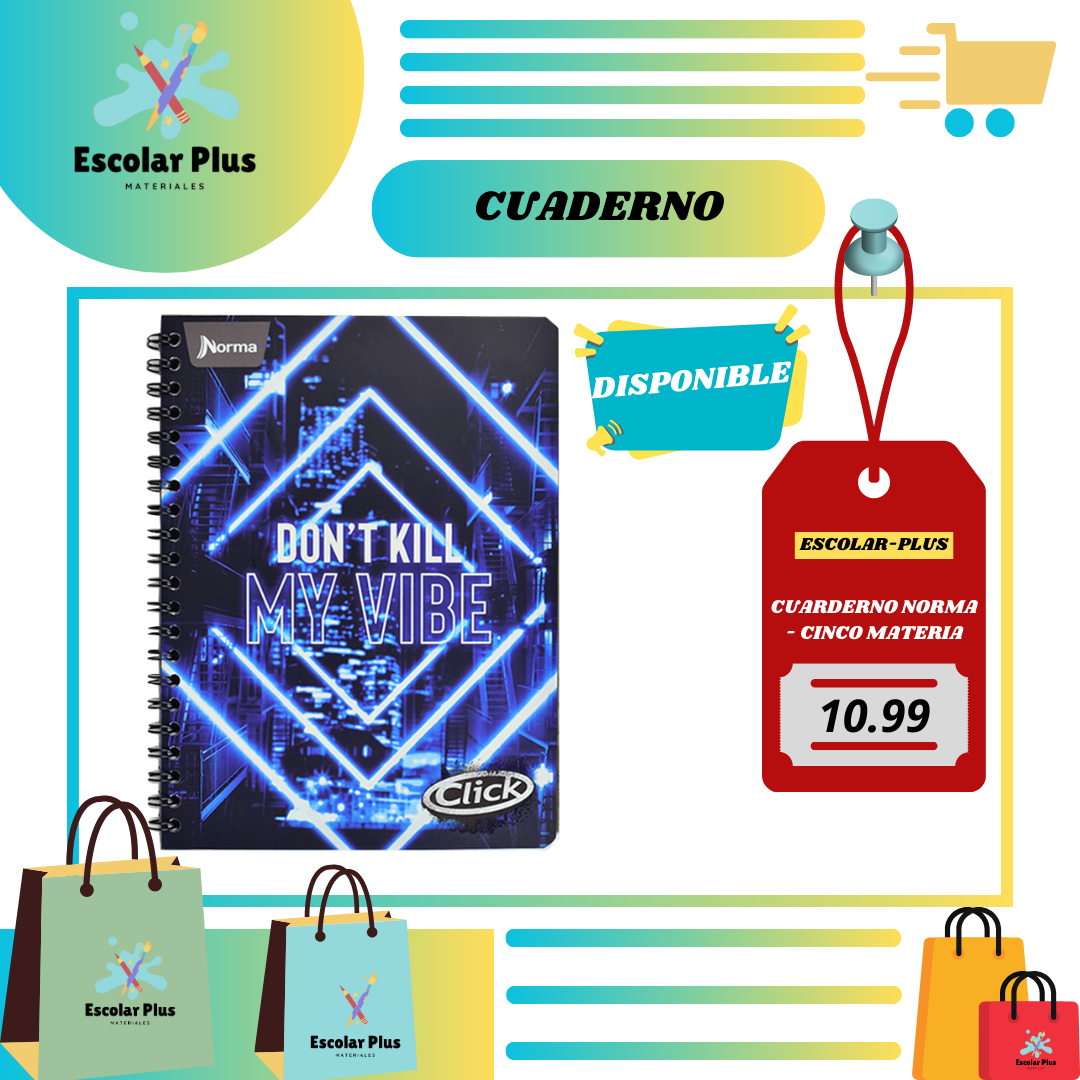 Escolar Plus
MATERIALES
CUADERNO
Norma
DISPONIBLE
DON'T KILL
MY VIBE
Click
ESCOLAR-PLUS
CUARDERNO NORMA
- CINCO MATERIA
10.99
Escolar Plus
MATERIALES
Escolar Plus
MATERIALES
Escolar Plus